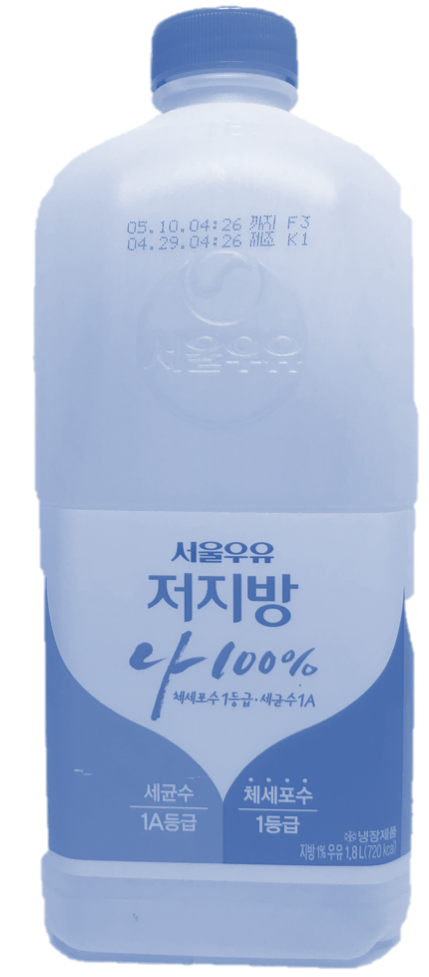 05.10.04:26 까지 F3
04.29.04:26 제조 K1
서울우유
서울우유
저지방
나100%
체세포수1등급·세균수1A
세균수
1A등급
체세포수
1등급
냉장제품
지방 1% 우유 1.8 L(720 kcal)